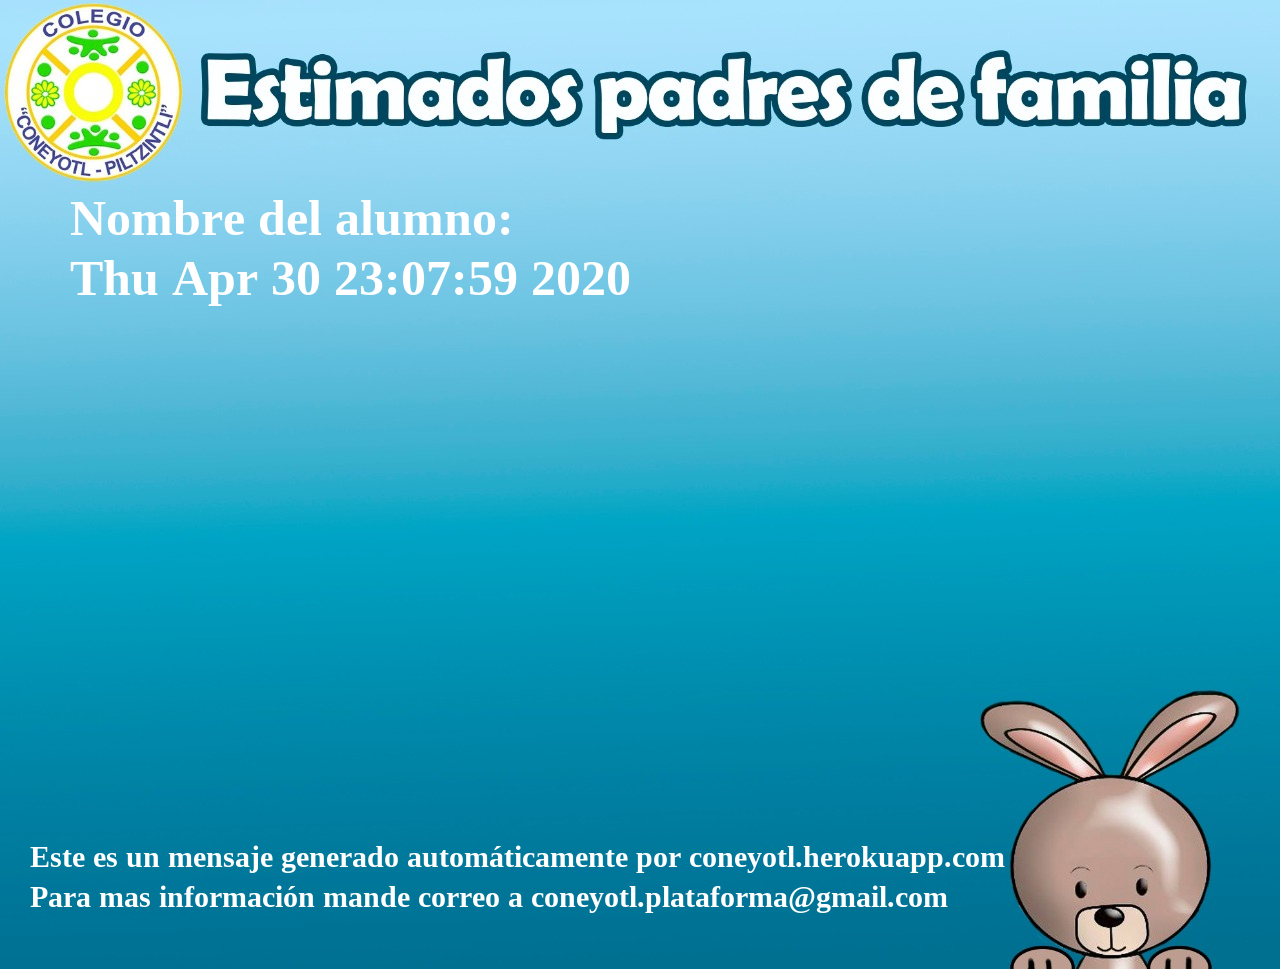 COLEGIO
"CONEYOTL - PILTZINTLI"
Estimados padres de familia
Nombre del alumno:
Thu Apr 30 23:07:59 2020
Este es un mensaje generado automáticamente por coneyotl.herokuapp.com
Para mas información mande correo a coneyotl.plataforma@gmail.com